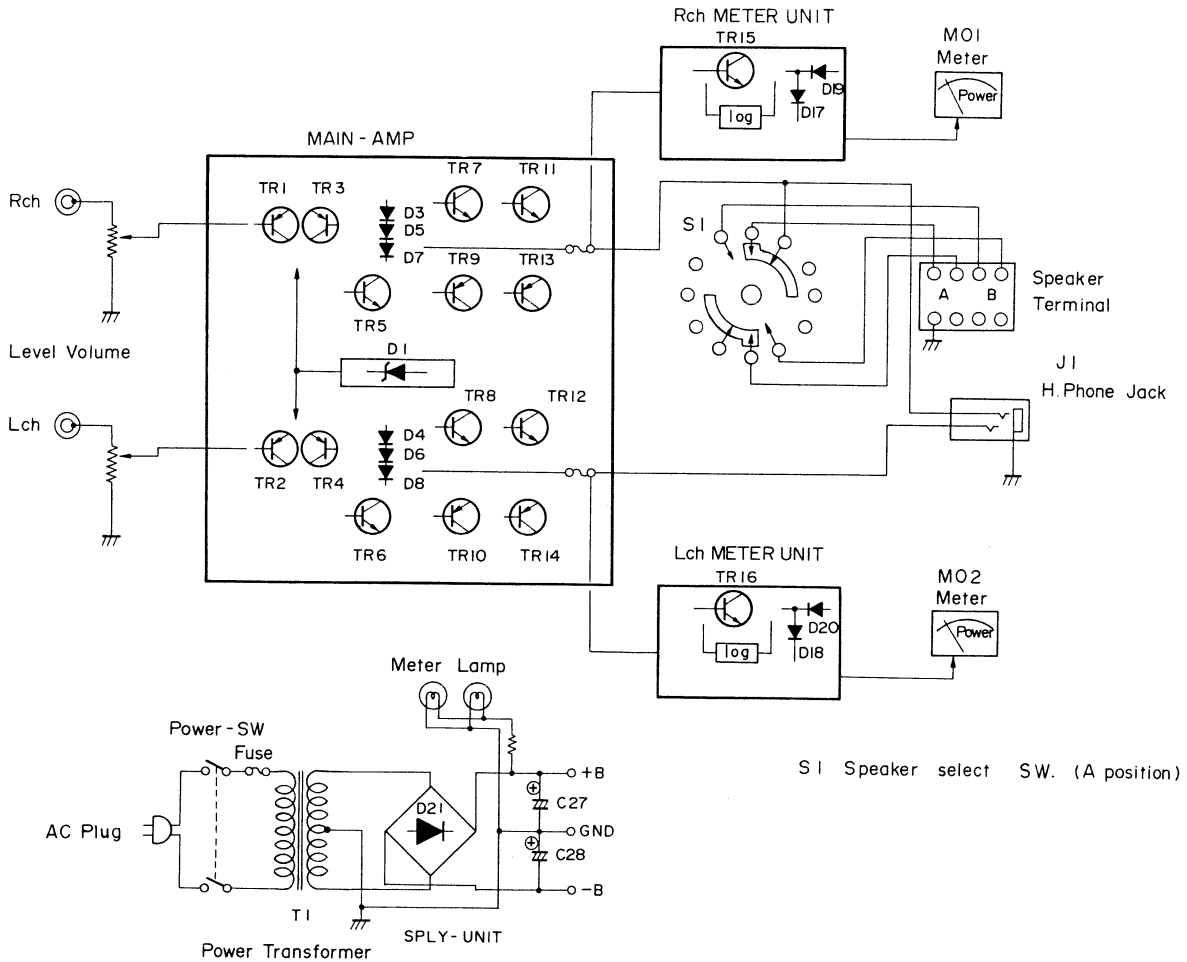 Rch METER UNIT
TR15
D19
D17
log
MO1
Meter
Power
MAIN-AMP
Rch
Level Volume
Lch
TR1 TR3
TR7 TR11
D3
D5
D7
TR9 TR13
TR5
D1
TR8 TR12
D4
D6
D8
TR2 TR4
TR6 TR10 TR14
S1
A B
Speaker
Terminal
J1
H.Phone Jack
Lch METER UNIT
TR16
D20
D18
log
MO2
Meter
Power
Meter Lamp
Power-SW
Fuse
AC Plug
T1
Power Transformer
D21
SPLY-UNIT
+B
C27
GND
C28
-B
S1 Speaker select SW. (A position)